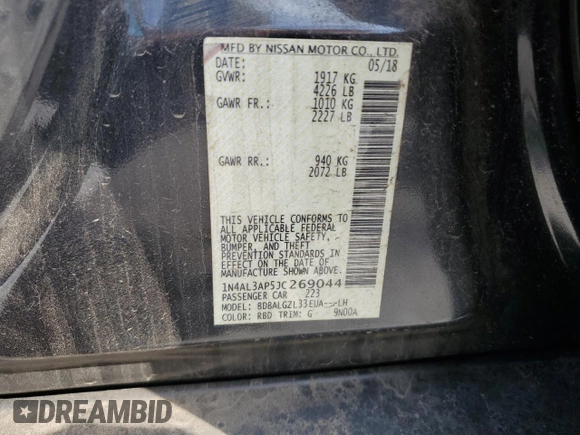 MFD BY NISSAN MOTOR CO., LTD.
DATE: 05/18
GVWR: 1917 KG
4226 LB
GAWR FR.: 1010 KG
2227 LB
GAWR RR.: 940 KG
2072 LB
THIS VEHICLE CONFORMS TO
ALL APPLICABLE FEDERAL
MOTOR VEHICLE SAFETY,
BUMPER, AND THEFT
PREVENTION STANDARDS IN
EFFECT ON THE DATE OF
MANUFACTURE SHOWN ABOVE.
1N4AL3AP5JC269044
PASSENGER CAR 223
MODEL: BDBALGZL33EUA---LH
COLOR: RBD TRIM: G 9N00A
DREAMBID